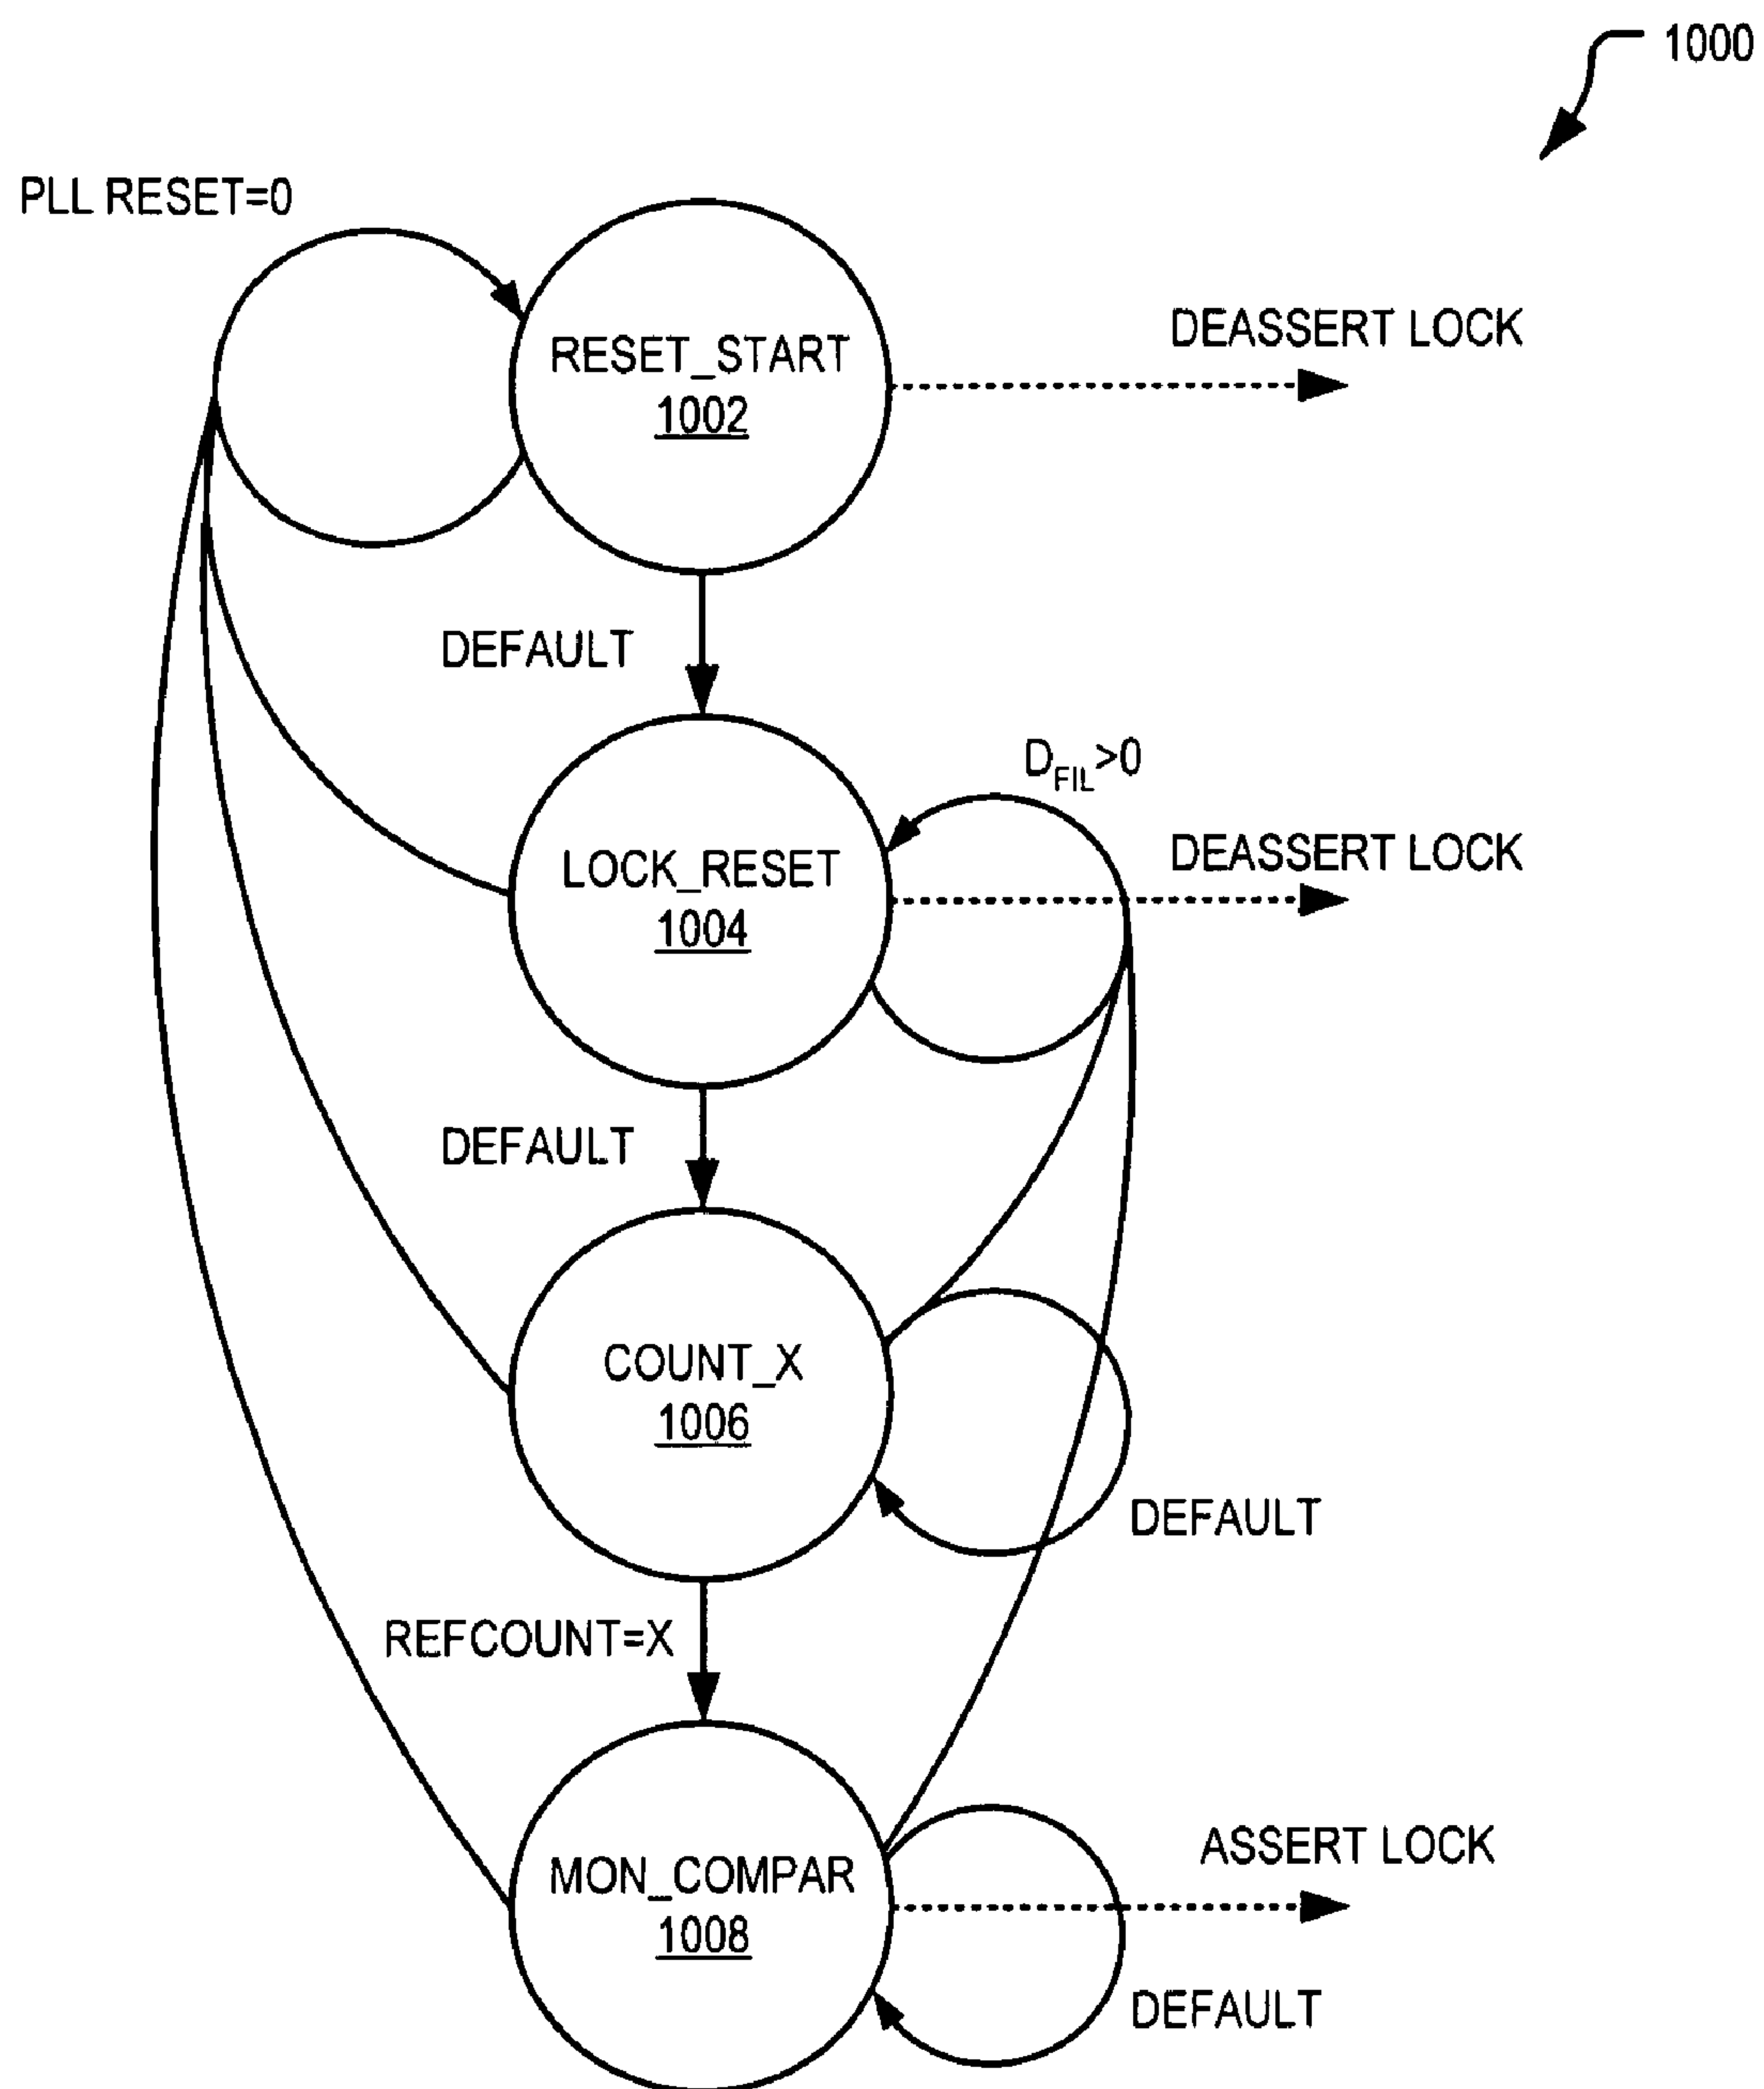 1000
PLL RESET=0
DEASSERT LOCK
RESET_START
1002
DEFAULT
DFIL>0
DEASSERT LOCK
LOCK_RESET
1004
DEFAULT
COUNT_X
1006
DEFAULT
REFCOUNT=X
ASSERT LOCK
MON_COMPAR
1008
DEFAULT